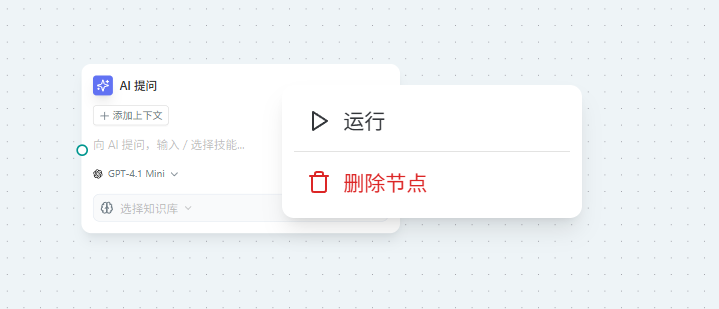 AI 提问
添加上下文
向 AI 提问，输入 / 选择技能...
GPT-4.1 Mini
选择知识库
运行
删除节点